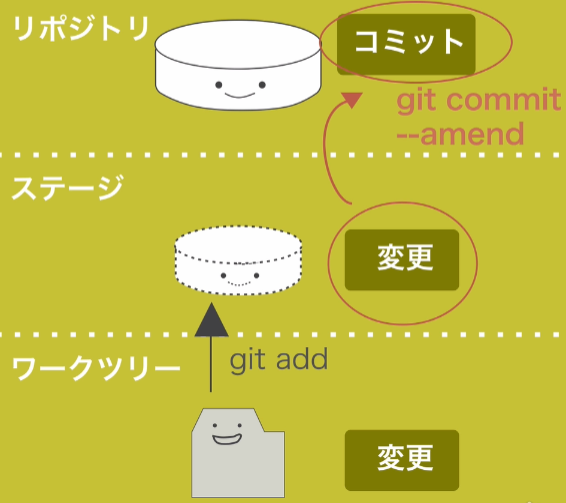 リポジトリ
コミット
git commit
--amend
ステージ
変更
git add
ワークツリー
変更